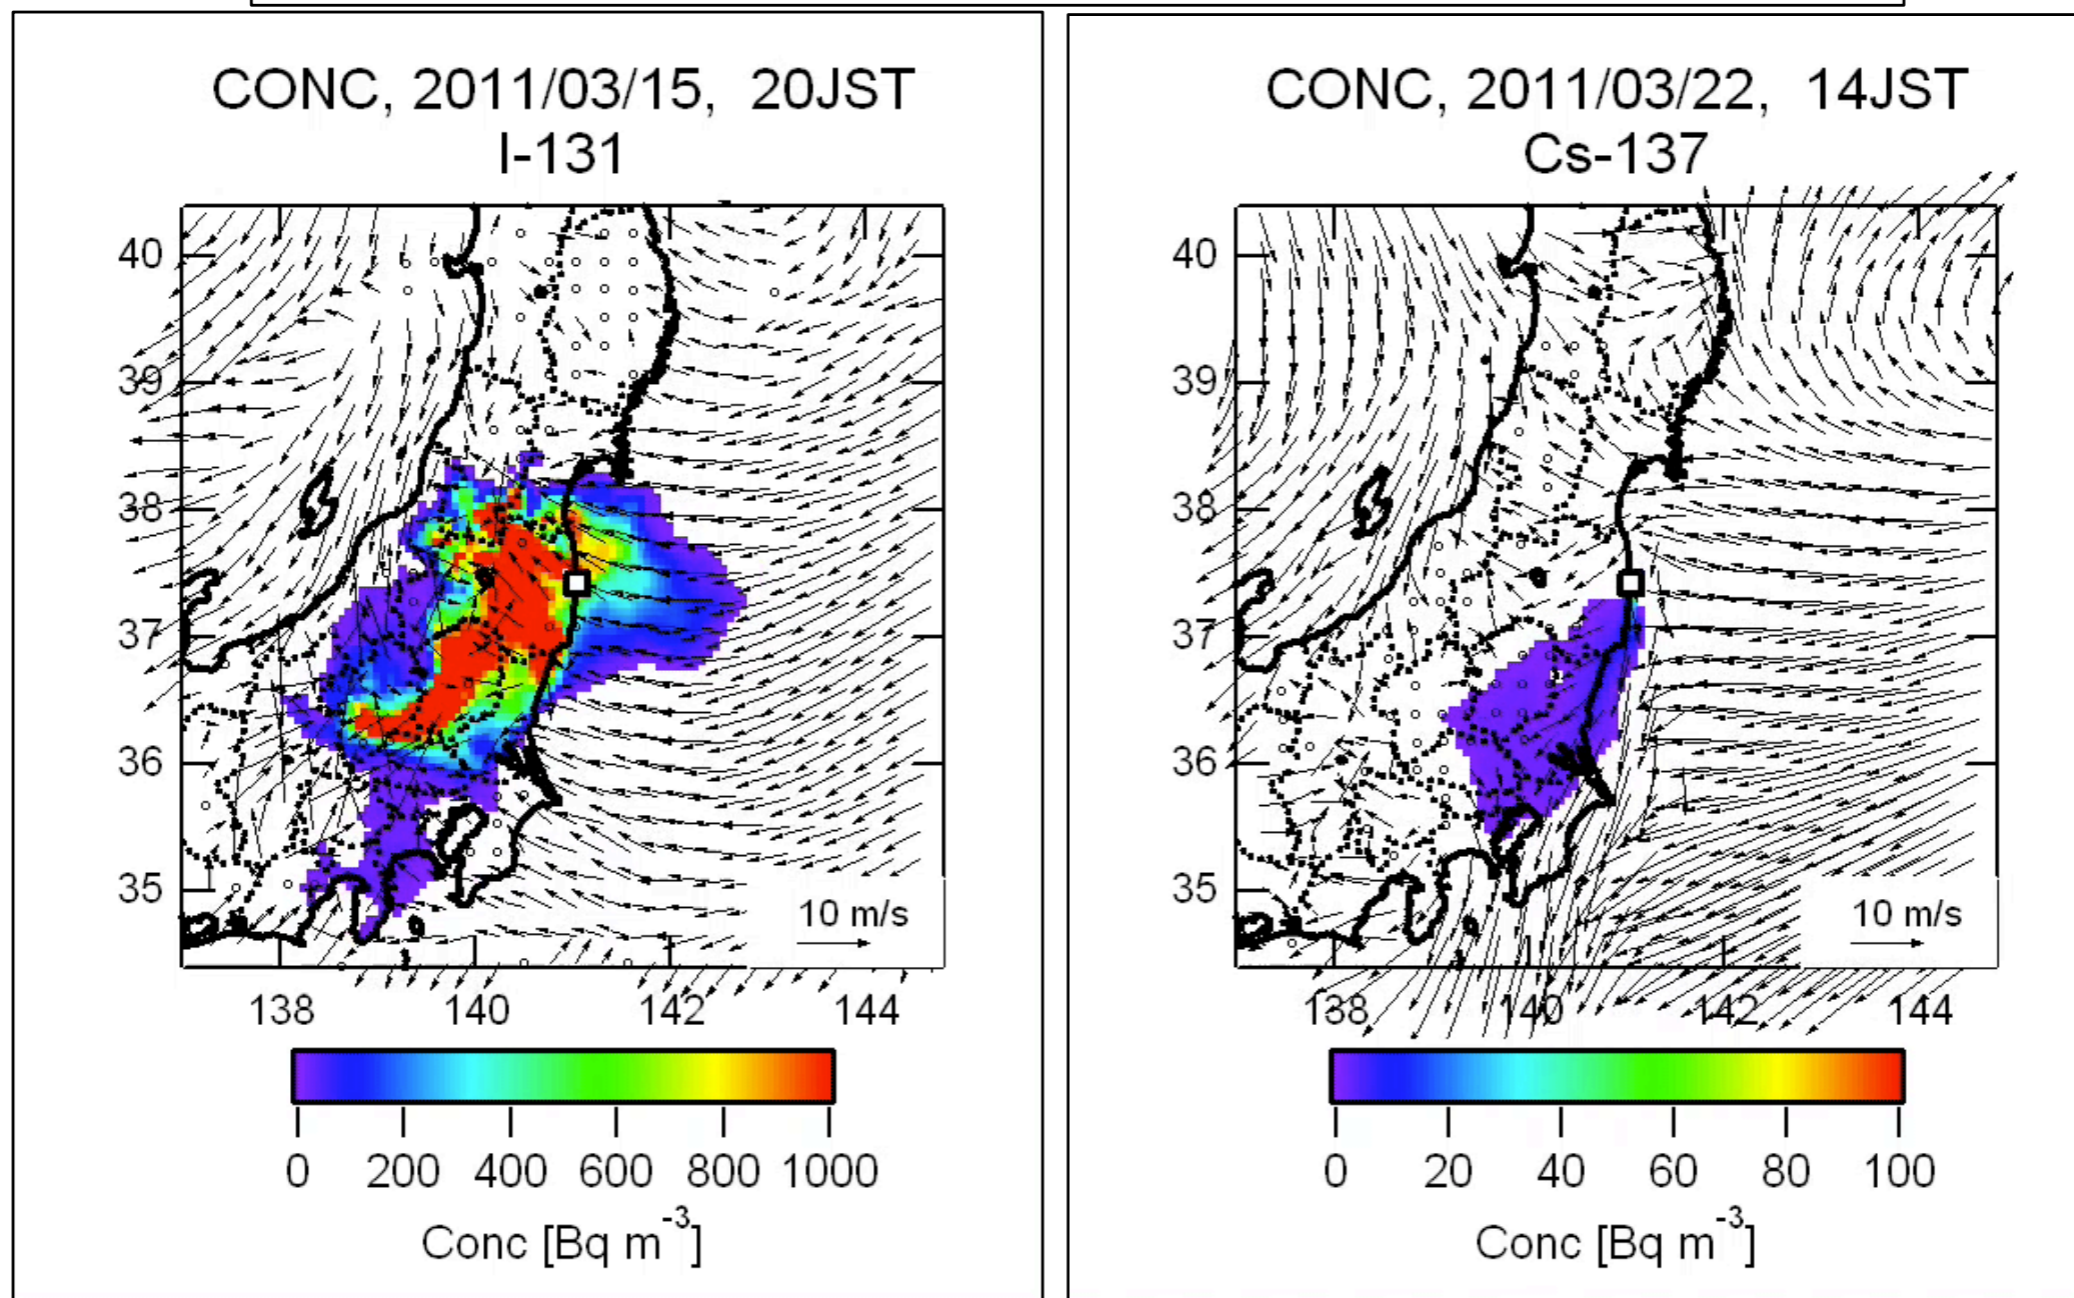 CONC, 2011/03/15, 20JST
I-131
40
39
38
37
36
35
10 m/s
138 140 142 144
0 200 400 600 800 1000
Conc [Bq m⁻³]
CONC, 2011/03/22, 14JST
Cs-137
40
39
38
37
36
35
10 m/s
138 140 142 144
0 20 40 60 80 100
Conc [Bq m⁻³]